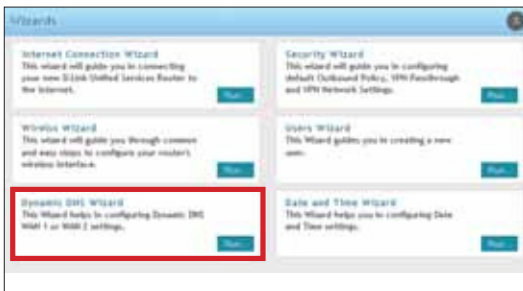 Wizards
Internet Connection Wizard
This wizard will guide you in connecting
your new D-Link Unified Services Router to
the Internet.
Run...
Security Wizard
This wizard will guide you in configuring
default Outbound Policy, VPN Passthrough
and VPN Network Settings.
Run...
Wireless Wizard
This wizard will guide you through common
and easy steps to configure your router's
wireless interface.
Run...
Users Wizard
This Wizard guides you in creating a new
user.
Run...
Dynamic DNS Wizard
This Wizard helps in configuring Dynamic DNS
WAN 1 or WAN 2 settings.
Run...
Date and Time Wizard
This Wizard helps you in configuring Date
and Time settings.
Run...